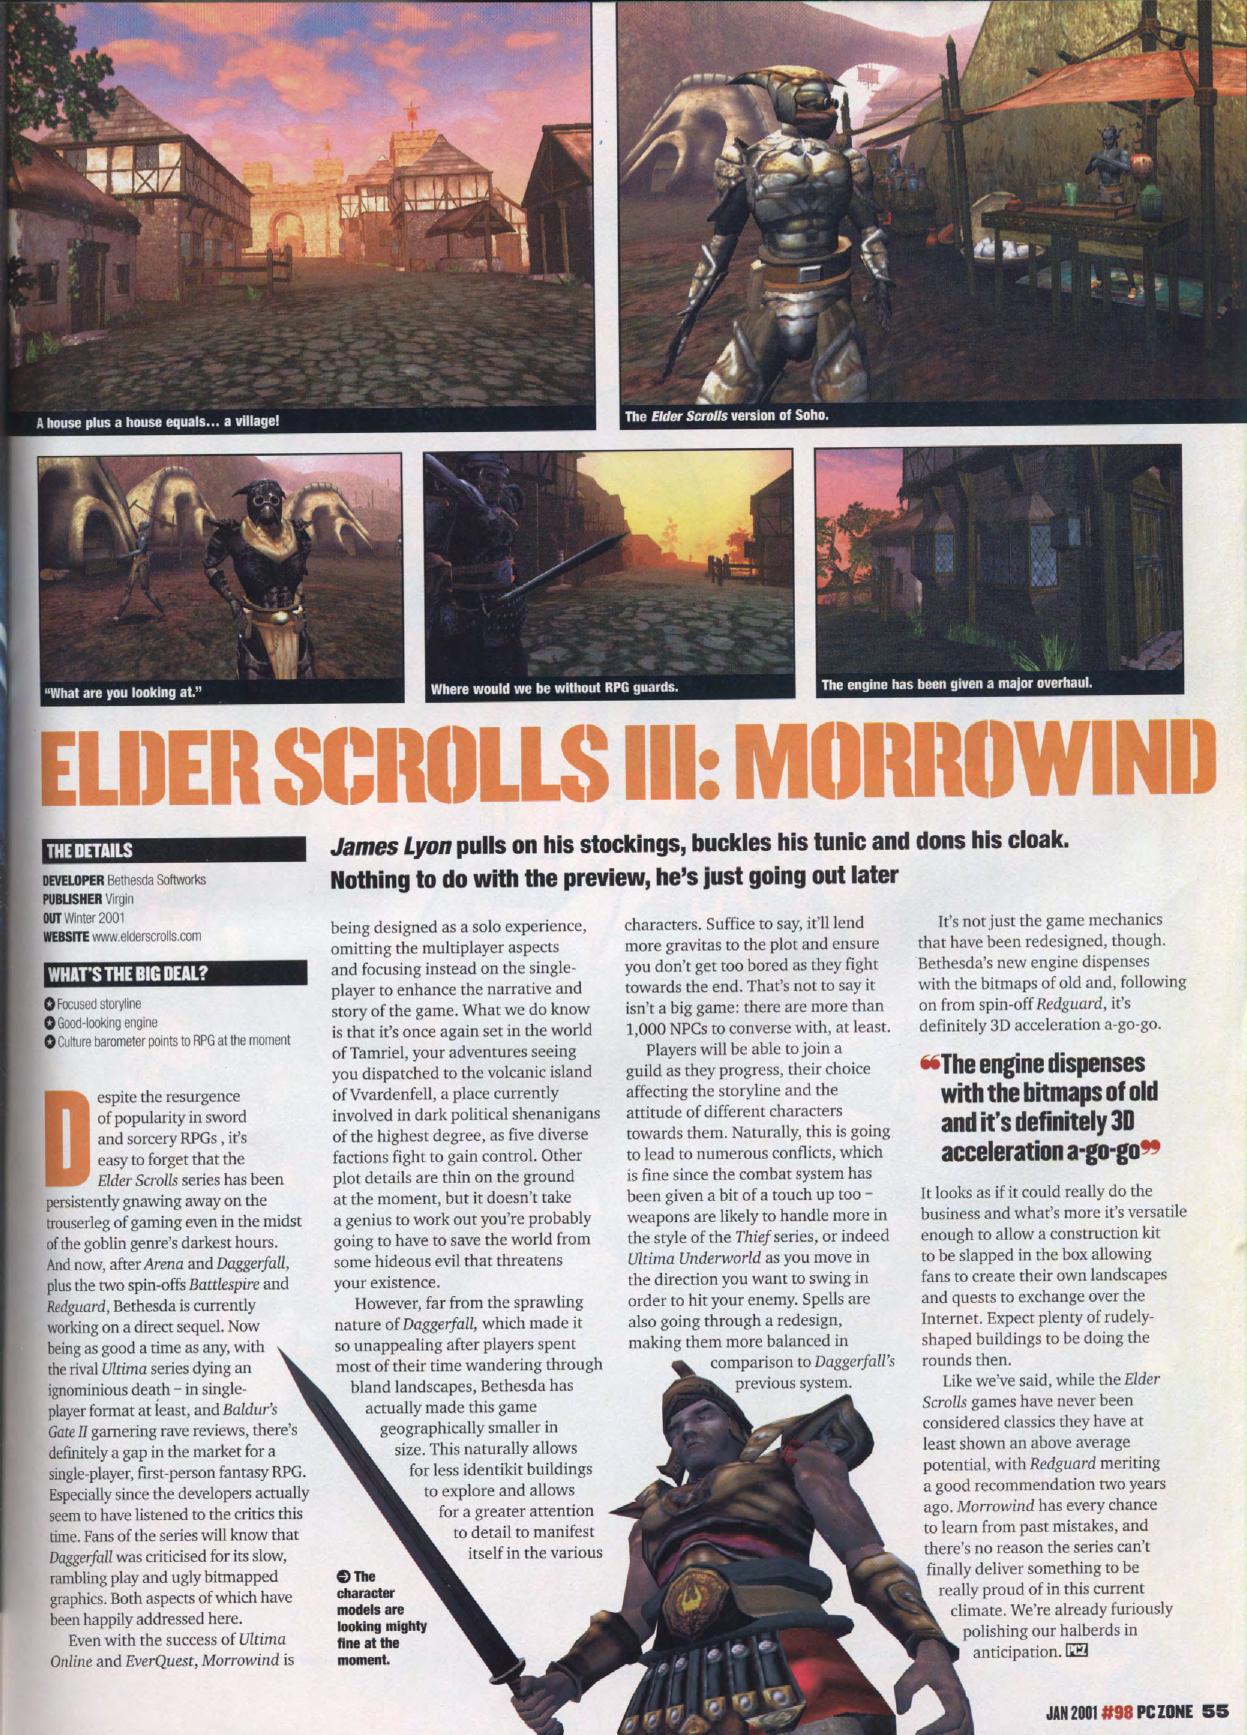 A house plus a house equals... a village!
The Elder Scrolls version of Soho.
"What are you looking at."
Where would we be without RPG guards.
The engine has been given a major overhaul.
ELDER SCROLLS III: MORROWIND
THE DETAILS
DEVELOPER Bethesda Softworks
PUBLISHER Virgin
OUT Winter 2001
WEBSITE www.elderscrolls.com
WHAT'S THE BIG DEAL?
Focused storyline
Good-looking engine
Culture barometer points to RPG at the moment
James Lyon pulls on his stockings, buckles his tunic and dons his cloak.
Nothing to do with the preview, he's just going out later
Despite the resurgence
of popularity in sword
and sorcery RPGs , it's
easy to forget that the
Elder Scrolls series has been
persistently gnawing away on the
trouserleg of gaming even in the midst
of the goblin genre's darkest hours.
And now, after Arena and Daggerfall,
plus the two spin-offs Battlespire and
Redguard, Bethesda is currently
working on a direct sequel. Now
being as good a time as any, with
the rival Ultima series dying an
ignominious death – in single-
player format at least, and Baldur's
Gate II garnering rave reviews, there's
definitely a gap in the market for a
single-player, first-person fantasy RPG.
Especially since the developers actually
seem to have listened to the critics this
time. Fans of the series will know that
Daggerfall was criticised for its slow,
rambling play and ugly bitmapped
graphics. Both aspects of which have
been happily addressed here.
Even with the success of Ultima
Online and EverQuest, Morrowind is
being designed as a solo experience,
omitting the multiplayer aspects
and focusing instead on the single-
player to enhance the narrative and
story of the game. What we do know
is that it's once again set in the world
of Tamriel, your adventures seeing
you dispatched to the volcanic island
of Vvardenfell, a place currently
involved in dark political shenanigans
of the highest degree, as five diverse
factions fight to gain control. Other
plot details are thin on the ground
at the moment, but it doesn't take
a genius to work out you're probably
going to have to save the world from
some hideous evil that threatens
your existence.
However, far from the sprawling
nature of Daggerfall, which made it
so unappealing after players spent
most of their time wandering through
bland landscapes, Bethesda has
actually made this game
geographically smaller in
size. This naturally allows
for less identikit buildings
to explore and allows
for a greater attention
to detail to manifest
itself in the various
The
character
models are
looking mighty
fine at the
moment.
characters. Suffice to say, it'll lend
more gravitas to the plot and ensure
you don't get too bored as they fight
towards the end. That's not to say it
isn't a big game: there are more than
1,000 NPCs to converse with, at least.
Players will be able to join a
guild as they progress, their choice
affecting the storyline and the
attitude of different characters
towards them. Naturally, this is going
to lead to numerous conflicts, which
is fine since the combat system has
been given a bit of a touch up too –
weapons are likely to handle more in
the style of the Thief series, or indeed
Ultima Underworld as you move in
the direction you want to swing in
order to hit your enemy. Spells are
also going through a redesign,
making them more balanced in
comparison to Daggerfall's
previous system.
It's not just the game mechanics
that have been redesigned, though.
Bethesda's new engine dispenses
with the bitmaps of old and, following
on from spin-off Redguard, it's
definitely 3D acceleration a-go-go.
“The engine dispenses
with the bitmaps of old
and it's definitely 3D
acceleration a-go-go”
It looks as if it could really do the
business and what's more it's versatile
enough to allow a construction kit
to be slapped in the box allowing
fans to create their own landscapes
and quests to exchange over the
Internet. Expect plenty of rudely-
shaped buildings to be doing the
rounds then.
Like we've said, while the Elder
Scrolls games have never been
considered classics they have at
least shown an above average
potential, with Redguard meriting
a good recommendation two years
ago. Morrowind has every chance
to learn from past mistakes, and
there's no reason the series can't
finally deliver something to be
really proud of in this current
climate. We're already furiously
polishing our halberds in
anticipation. PCZ
JAN 2001 #98 PC ZONE 55